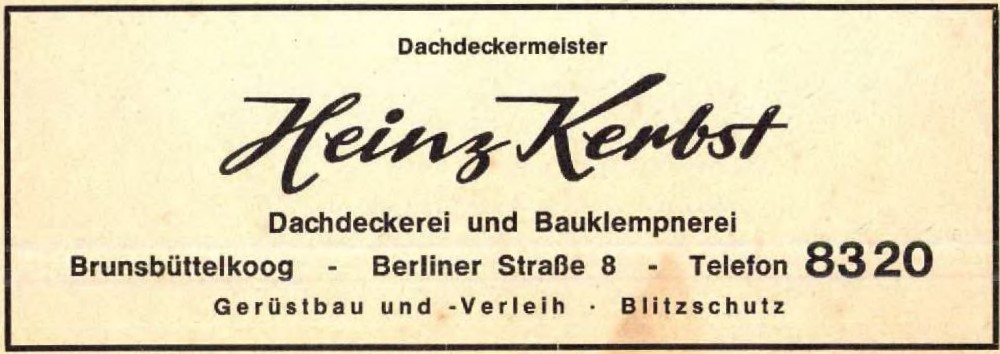 Dachdeckermeister
Heinz Kerbst
Dachdeckerei und Bauklempnerei
Brunsbüttelkoog - Berliner Straße 8 - Telefon 8320
Gerüstbau und -Verleih · Blitzschutz